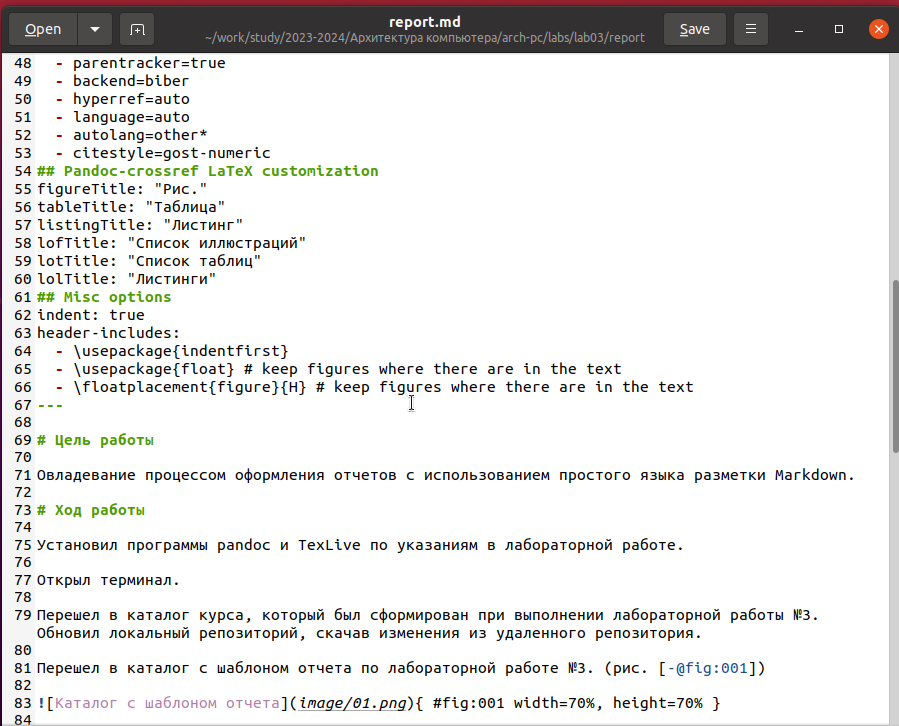 Open
report.md
~/work/study/2023-2024/Архитектура компьютера/arch-pc/labs/lab03/report
Save
48 - parentracker=true
49 - backend=biber
50 - hyperref=auto
51 - language=auto
52 - autolang=other*
53 - citestyle=gost-numeric
54 ## Pandoc-crossref LaTeX customization
55 figureTitle: "Рис."
56 tableTitle: "Таблица"
57 listingTitle: "Листинг"
58 lofTitle: "Список иллюстраций"
59 lotTitle: "Список таблиц"
60 lolTitle: "Листинги"
61 ## Misc options
62 indent: true
63 header-includes:
64 - \usepackage{indentfirst}
65 - \usepackage{float} # keep figures where there are in the text
66 - \floatplacement{figure}{H} # keep figures where there are in the text
67 ---
68
69 # Цель работы
70
71 Овладевание процессом оформления отчетов с использованием простого языка разметки Markdown.
72
73 # Ход работы
74
75 Установил программы pandoc и TexLive по указаниям в лабораторной работе.
76
77 Открыл терминал.
78
79 Перешел в каталог курса, который был сформирован при выполнении лабораторной работы №3.
Обновил локальный репозиторий, скачав изменения из удаленного репозитория.
80
81 Перешел в каталог с шаблоном отчета по лабораторной работе №3. (рис. [-@fig:001])
82
83 ![Каталог с шаблоном отчета](image/01.png){ #fig:001 width=70%, height=70% }
84